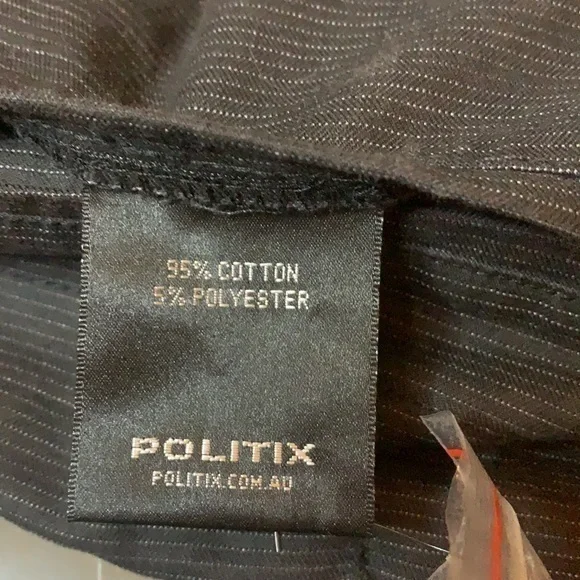 95% COTTON
5% POLYESTER
POLITIX
POLITIX.COM.AU